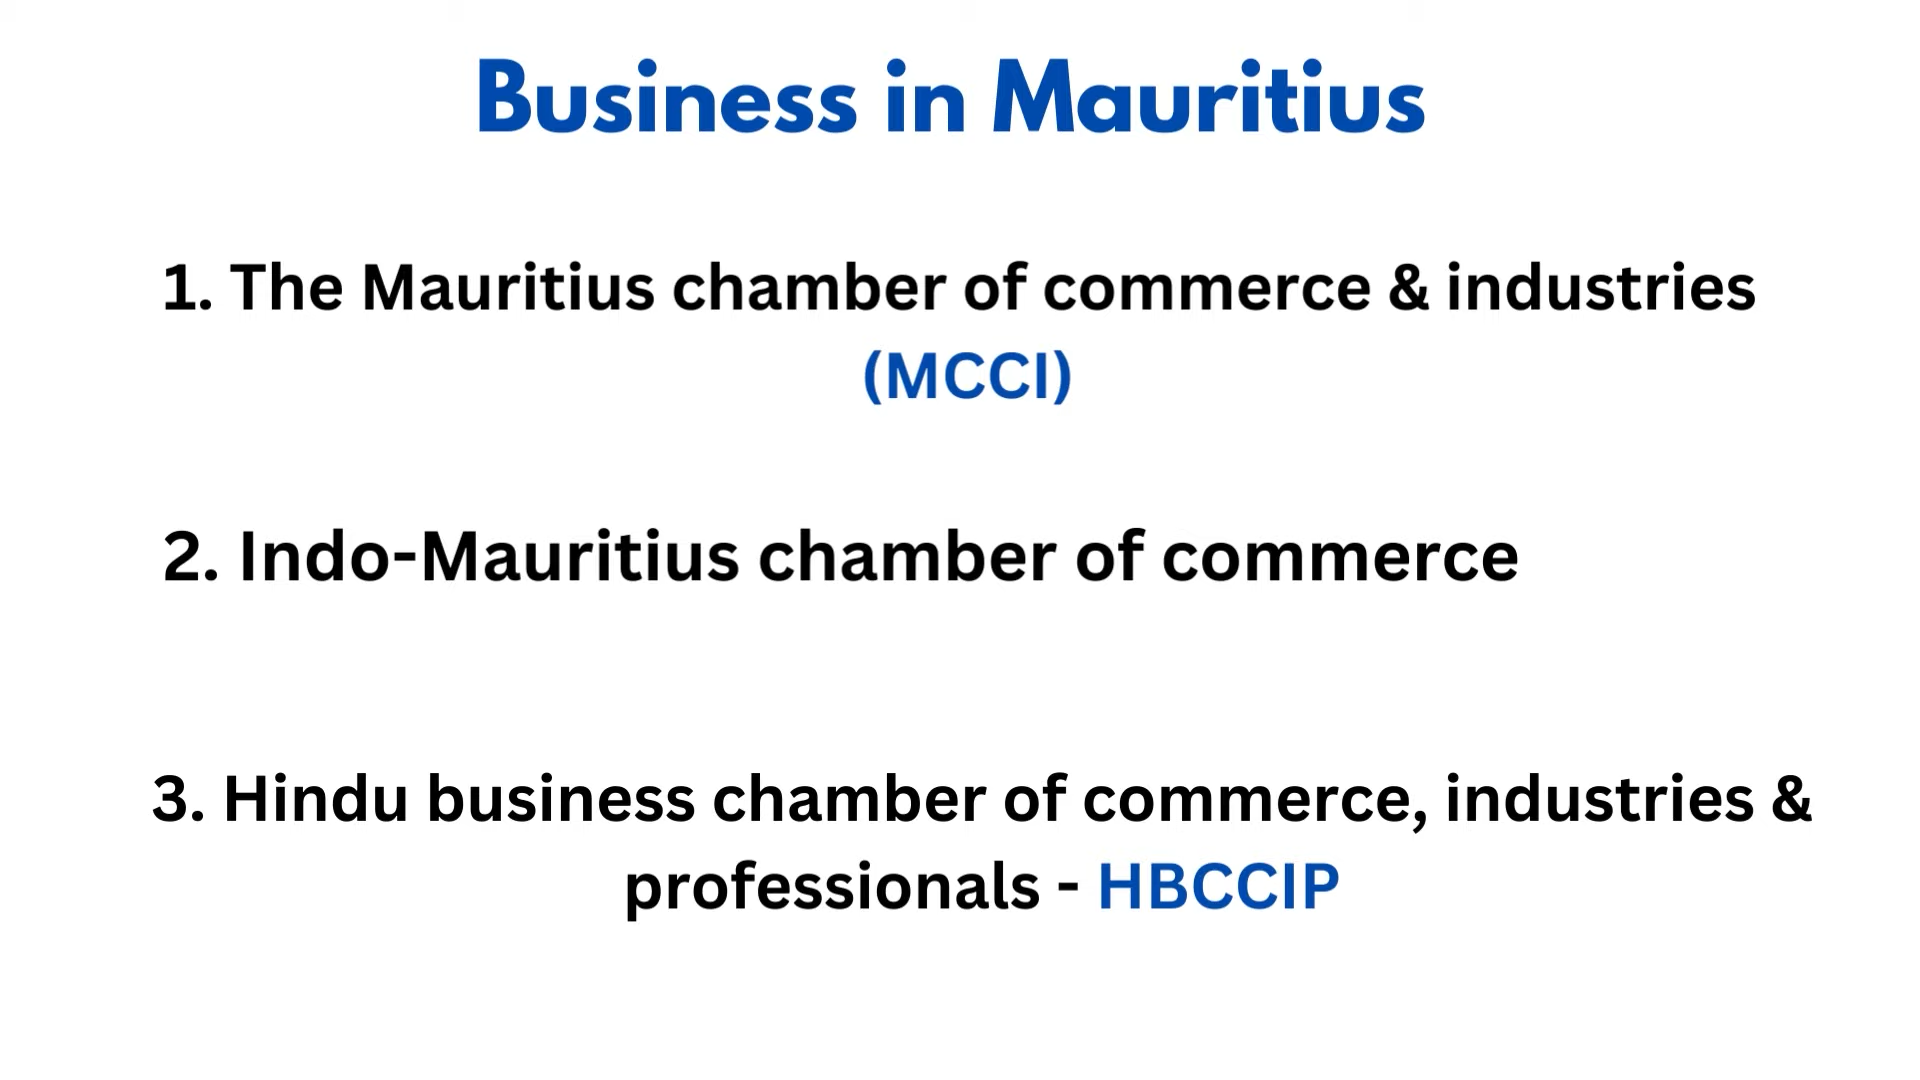 Business in Mauritius
1. The Mauritius chamber of commerce & industries
(MCCI)
2. Indo-Mauritius chamber of commerce
3. Hindu business chamber of commerce, industries &
professionals - HBCCIP